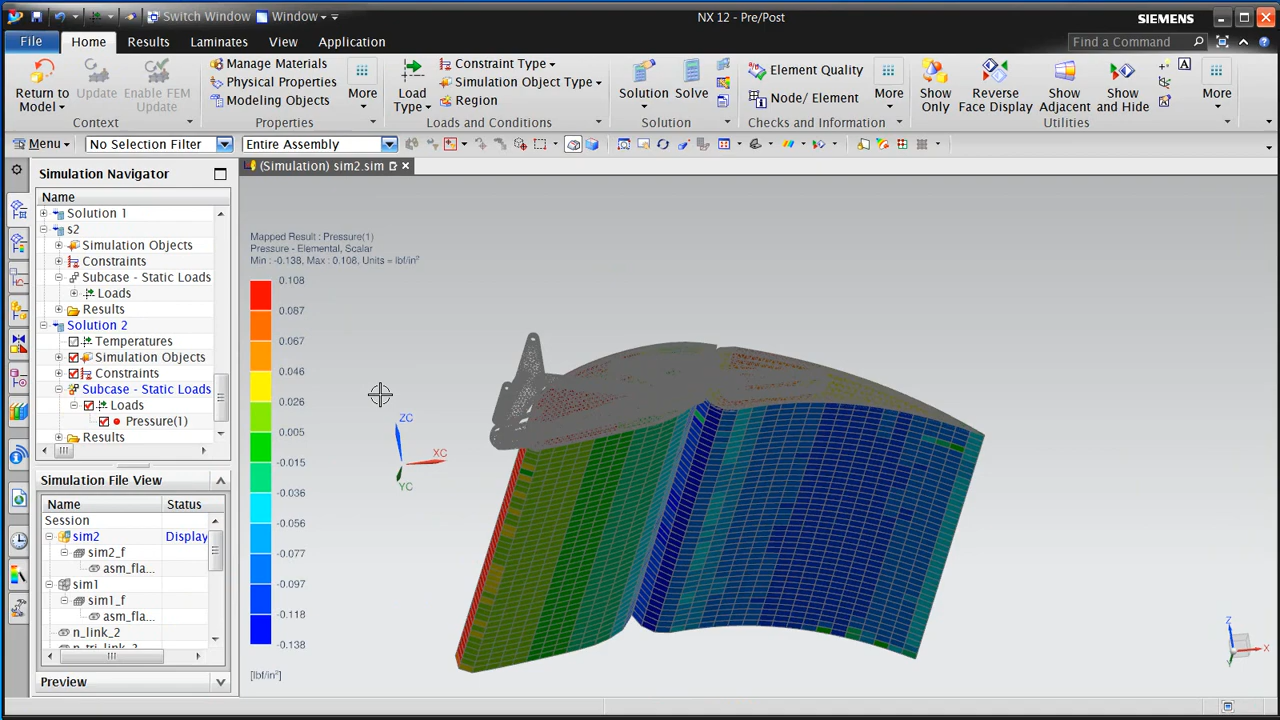 Switch Window Window
NX 12 - Pre/Post
SIEMENS
File Home Results Laminates View Application
Find a Command
Return to Model
Update
Enable FEM Update
Context
Manage Materials
Physical Properties
Modeling Objects
More
Properties
Load Type
Constraint Type
Simulation Object Type
Region
Loads and Conditions
Solution
Solve
Solution
Element Quality
Node/ Element
More
Checks and Information
Show Only
Reverse Face Display
Show Adjacent
Show and Hide
More
Utilities
Menu
No Selection Filter
Entire Assembly
Simulation Navigator
(Simulation) sim2.sim
Name
Solution 1
s2
Simulation Objects
Constraints
Subcase - Static Loads
Loads
Results
Solution 2
Temperatures
Simulation Objects
Constraints
Subcase - Static Loads
Loads
Pressure(1)
Results
Simulation File View
Name Status
Session
sim2 Display
sim2_f
asm_fla...
sim1
sim1_f
asm_fla...
n_link_2
Preview
Mapped Result : Pressure(1)
Pressure - Elemental, Scalar
Min : -0.138, Max : 0.108, Units = lbf/in²
0.108
0.087
0.067
0.046
0.026
0.005
-0.015
-0.036
-0.056
-0.077
-0.097
-0.118
-0.138
[lbf/in²]
ZC
XC
YC
Z
X
Y